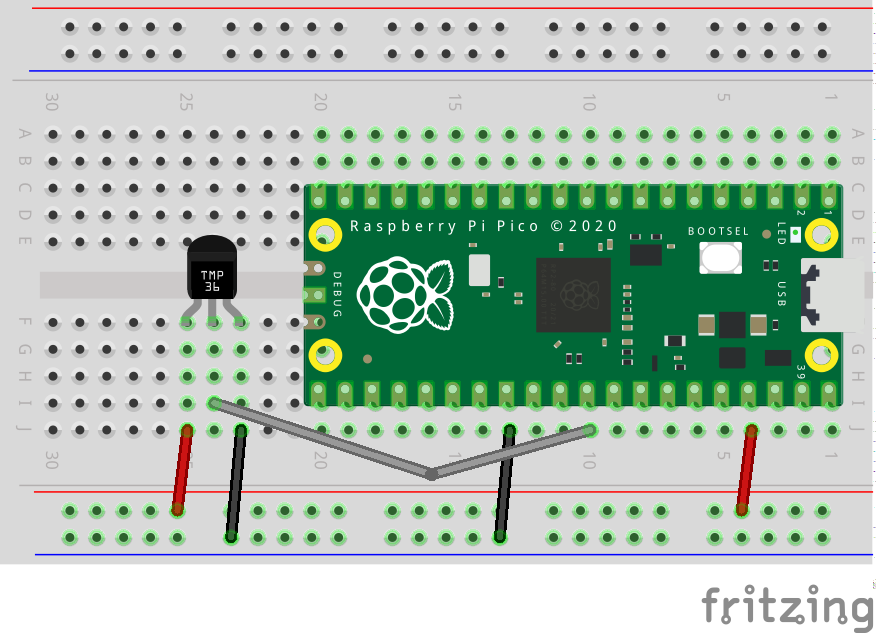 30 25 20 15 10 5 1
A A
B B
C C
D D
E E
Raspberry Pi Pico ©2020
BOOTSEL
LED
2 1
TMP
36
DEBUG
USB
F F
G G
H H
39
I I
J J
30 20 15 10 5 1
fritzing